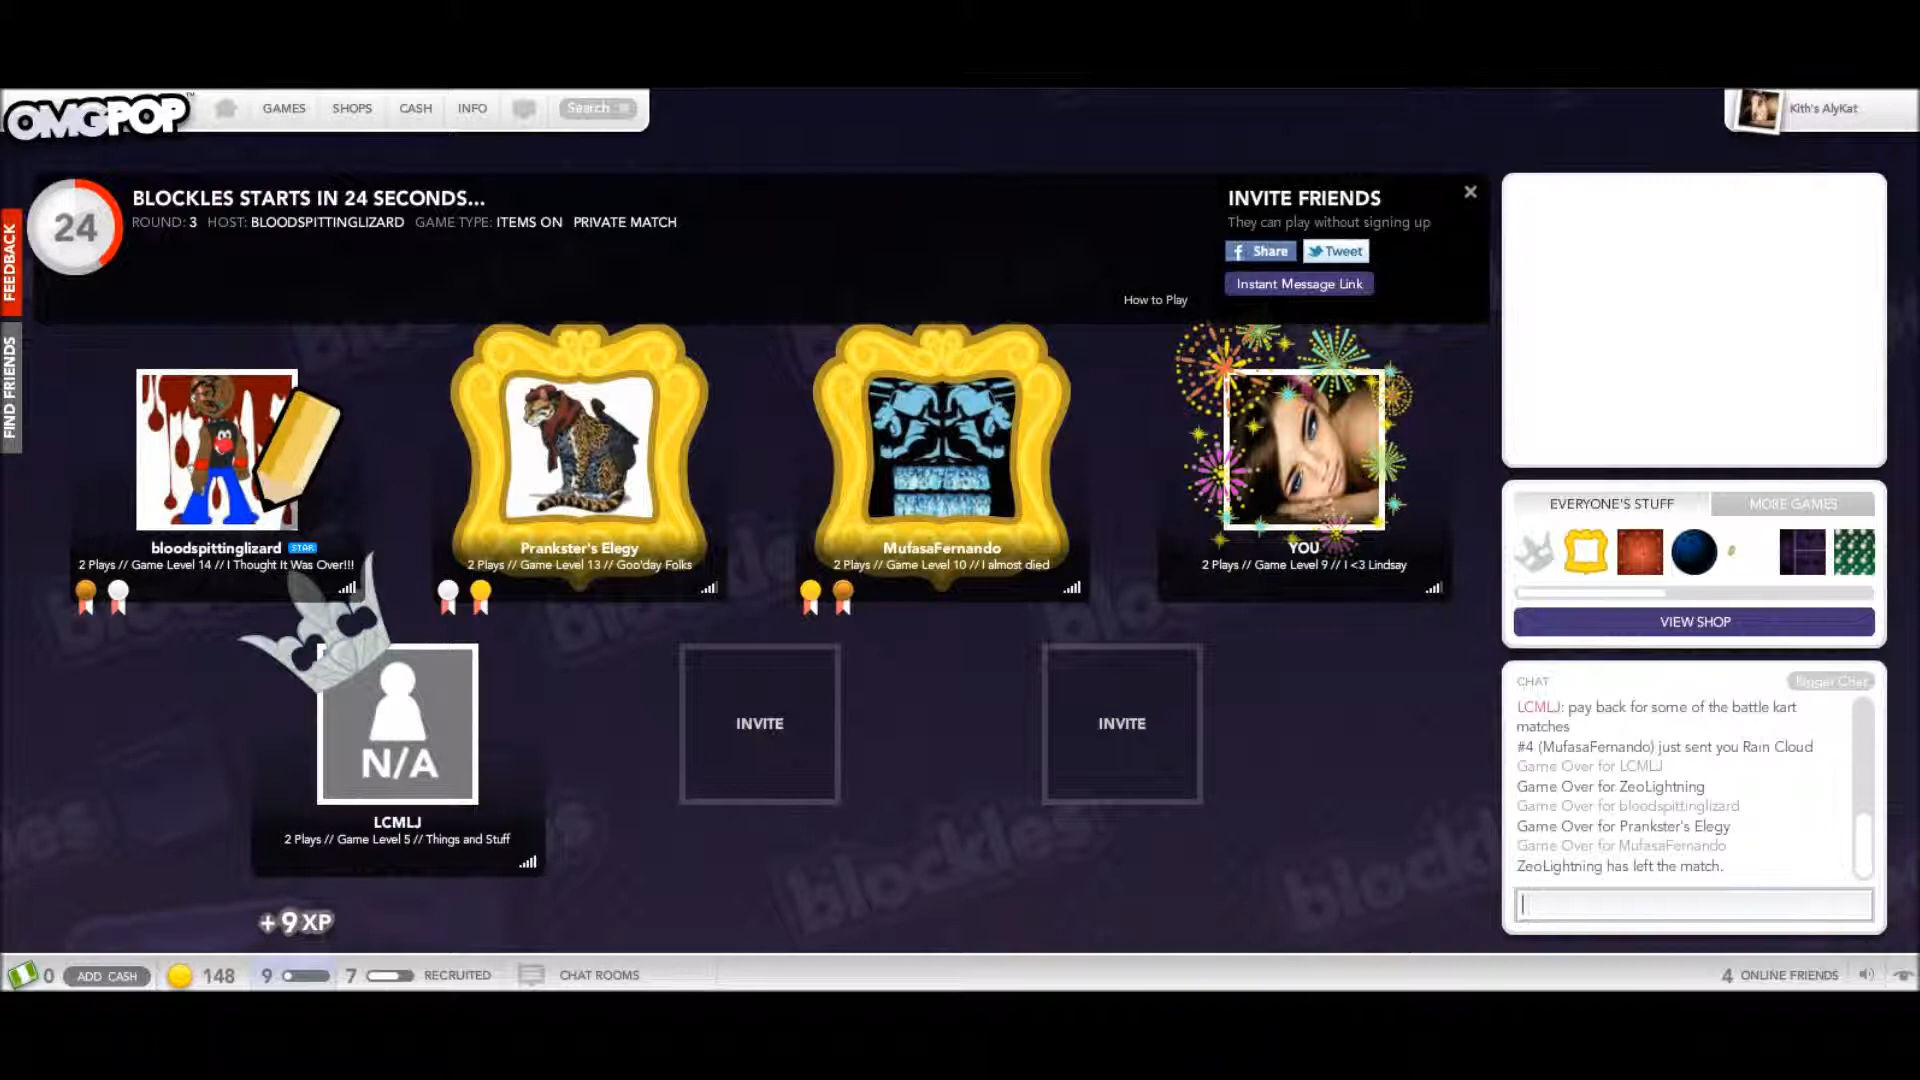 OMGPOP™
GAMES
SHOPS
CASH
INFO
Search
Kith's AlyKat
FEEDBACK
FIND FRIENDS
24
BLOCKLES STARTS IN 24 SECONDS...
ROUND: 3 HOST: BLOODSPITTINGLIZARD GAME TYPE: ITEMS ON PRIVATE MATCH
INVITE FRIENDS
They can play without signing up
Share
Tweet
Instant Message Link
How to Play
bloodspittinglizard STAR
2 Plays // Game Level 14 // I Thought It Was Over!!!
Prankster's Elegy
2 Plays // Game Level 13 // Goo'day Folks
MufasaFernando
2 Plays // Game Level 10 // I almost died
YOU
2 Plays // Game Level 9 // I <3 Lindsay
N/A
LCMLJ
2 Plays // Game Level 5 // Things and Stuff
INVITE
INVITE
EVERYONE'S STUFF
MORE GAMES
VIEW SHOP
CHAT
Bigger Chat
LCMLJ: pay back for some of the battle kart
matches
#4 (MufasaFernando) just sent you Rain Cloud
Game Over for LCMLJ
Game Over for ZeoLightning
Game Over for bloodspittinglizard
Game Over for Prankster's Elegy
Game Over for MufasaFernando
ZeoLightning has left the match.
+9 XP
0
ADD CASH
148
9
7
RECRUITED
CHAT ROOMS
4 ONLINE FRIENDS
blockles
blockles